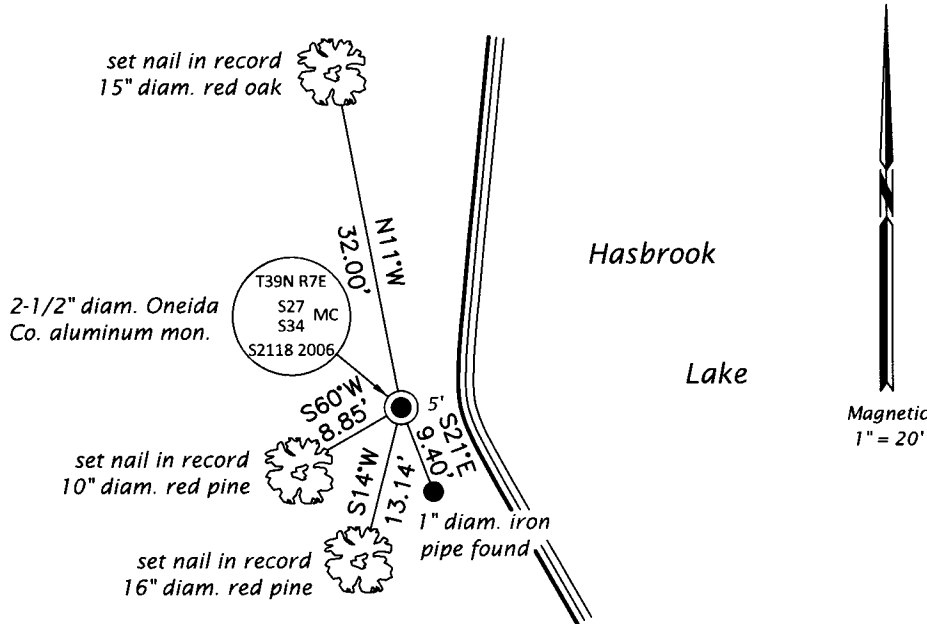 set nail in record
15" diam. red oak
N11°W
32.00'
Hasbrook
Lake
2-1/2" diam. Oneida
Co. aluminum mon.
T39N R7E
S27
S34
MC
S2118 2006
N
Magnetic
1" = 20'
S60°W
8.85'
5'
S21°E
9.40'
set nail in record
10" diam. red pine
S14°W
13.14'
1" diam. iron
pipe found
set nail in record
16" diam. red pine